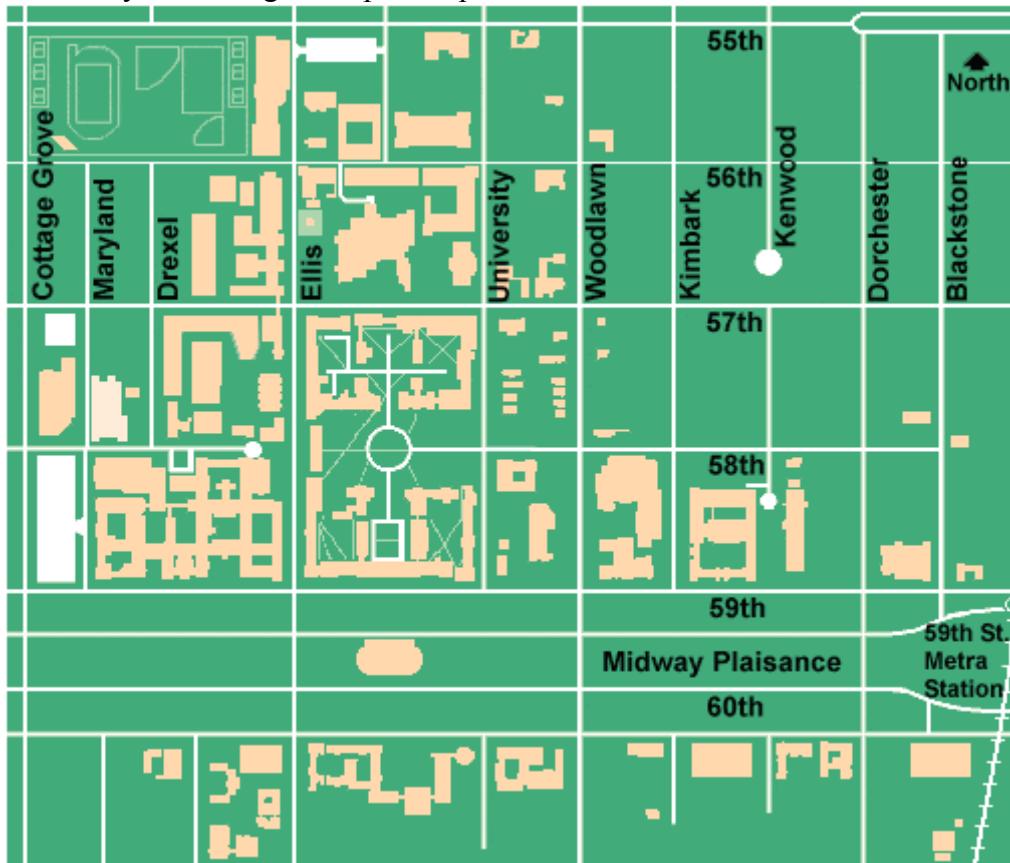 55th
North
Cottage Grove
Maryland
Drexel
Ellis
University
Woodlawn
Kimbark
Kenwood
Dorchester
Blackstone
56th
57th
58th
59th
59th St.
Metra
Station
Midway Plaisance
60th